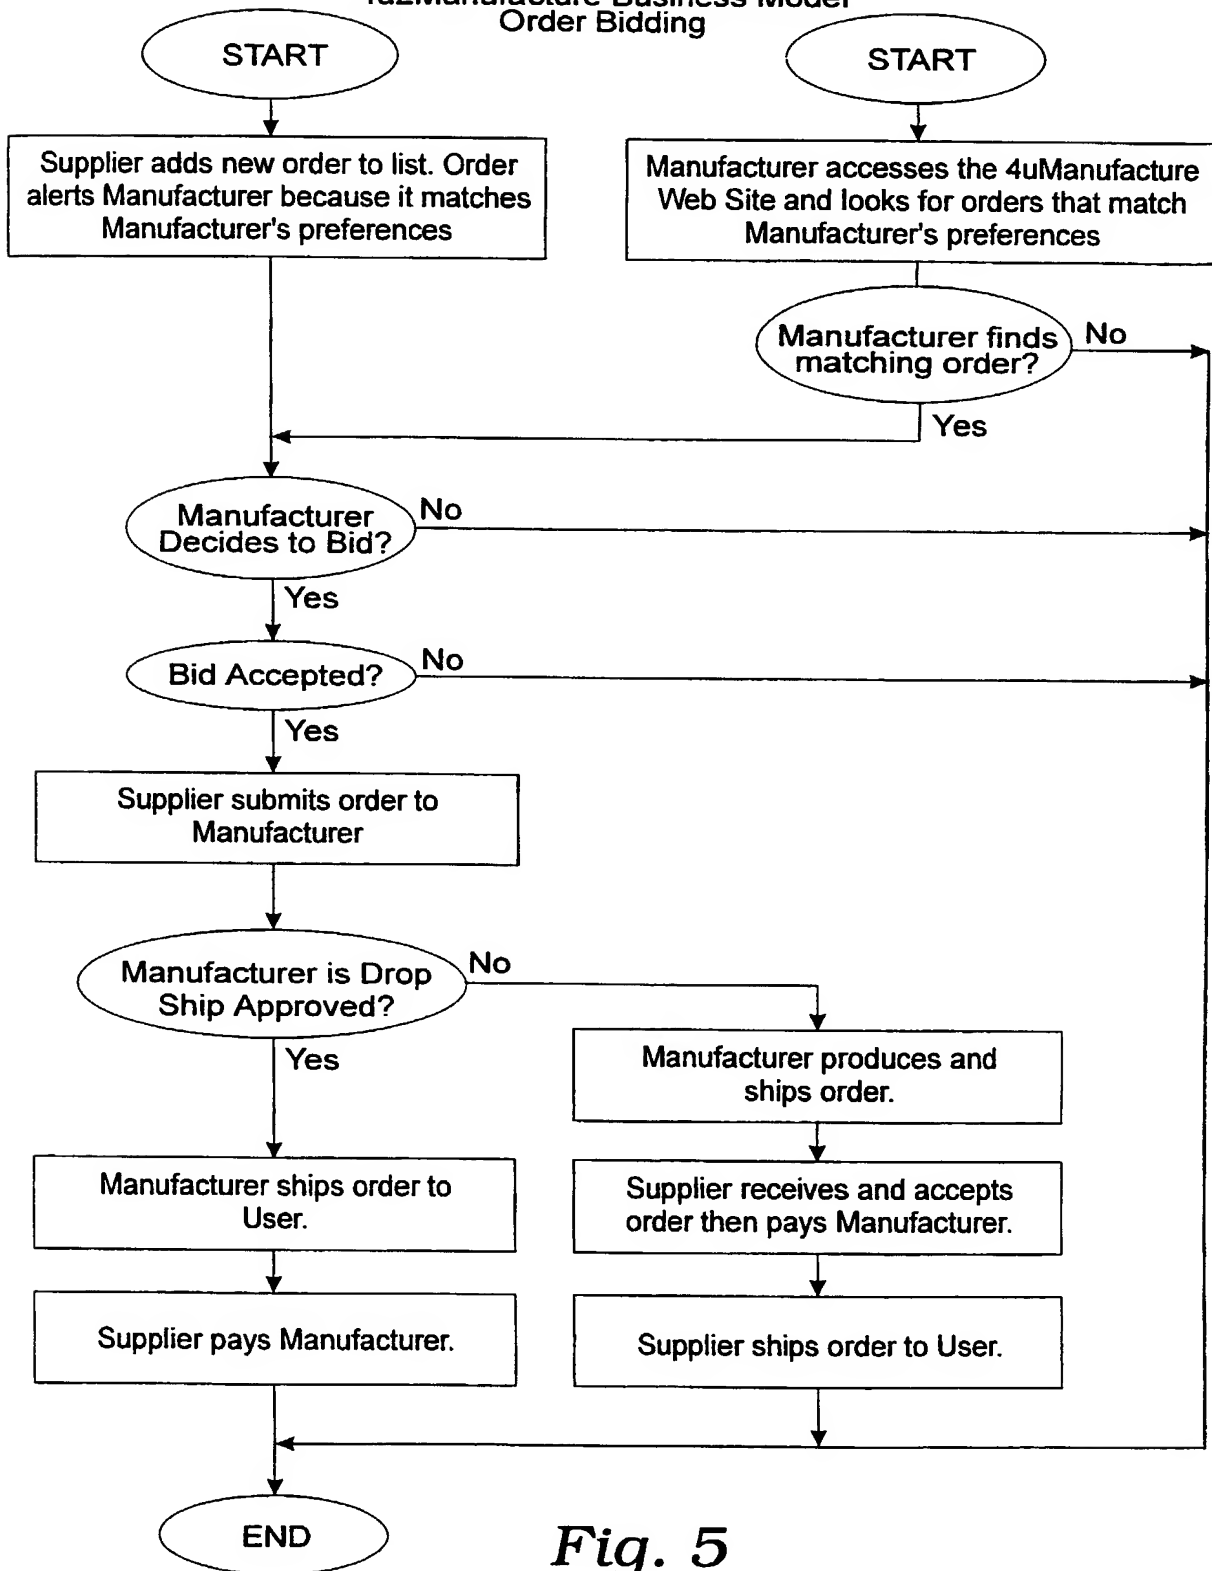 Business Model
Order Bidding
START
START
Supplier adds new order to list. Order
alerts Manufacturer because it matches
Manufacturer's preferences
Manufacturer accesses the 4uManufacture
Web Site and looks for orders that match
Manufacturer's preferences
Manufacturer finds
matching order?
No
Yes
Manufacturer
Decides to Bid?
No
Yes
Bid Accepted?
No
Yes
Supplier submits order to
Manufacturer
Manufacturer is Drop
Ship Approved?
No
Yes
Manufacturer produces and
ships order.
Manufacturer ships order to
User.
Supplier receives and accepts
order then pays Manufacturer.
Supplier pays Manufacturer.
Supplier ships order to User.
END
Fig. 5